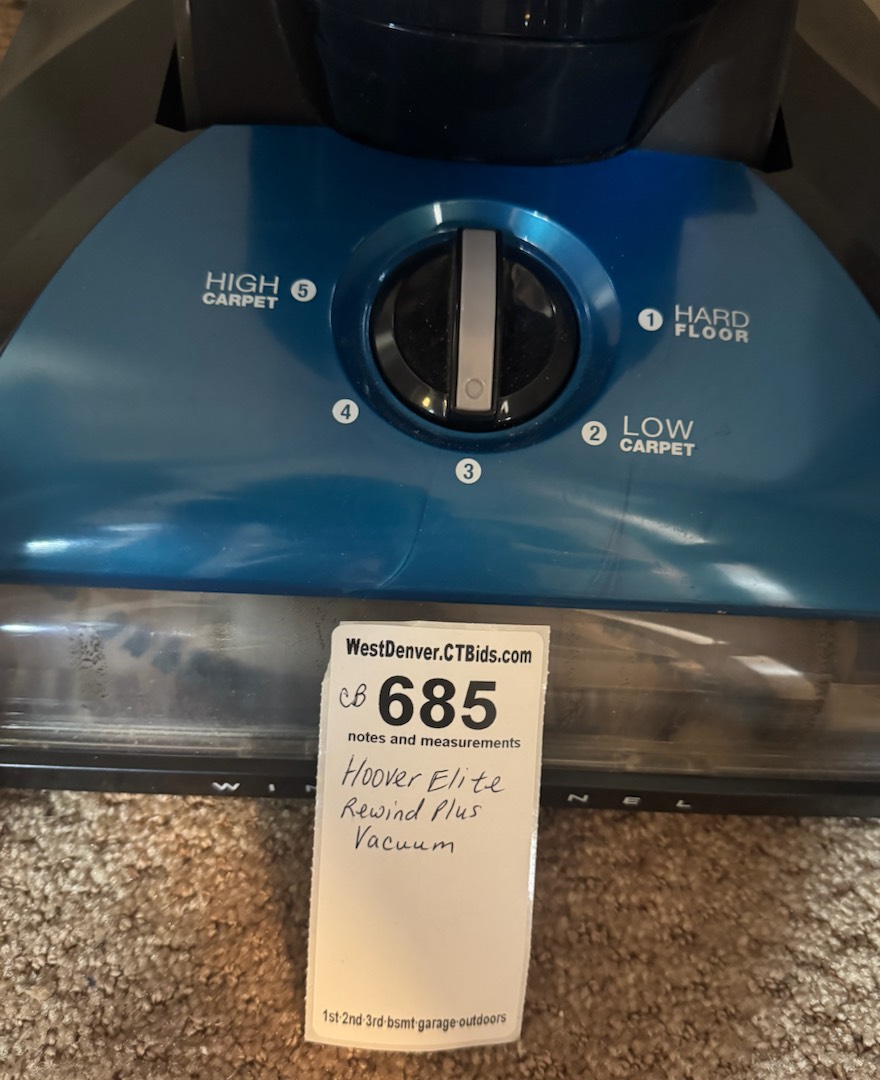 HIGH
CARPET
5
1
HARD
FLOOR
4
2
LOW
CARPET
3
WestDenver.CTBids.com
CB 685
notes and measurements
Hoover Elite
Rewind Plus
Vacuum
1st·2nd·3rd·bsmt·garage·outdoors